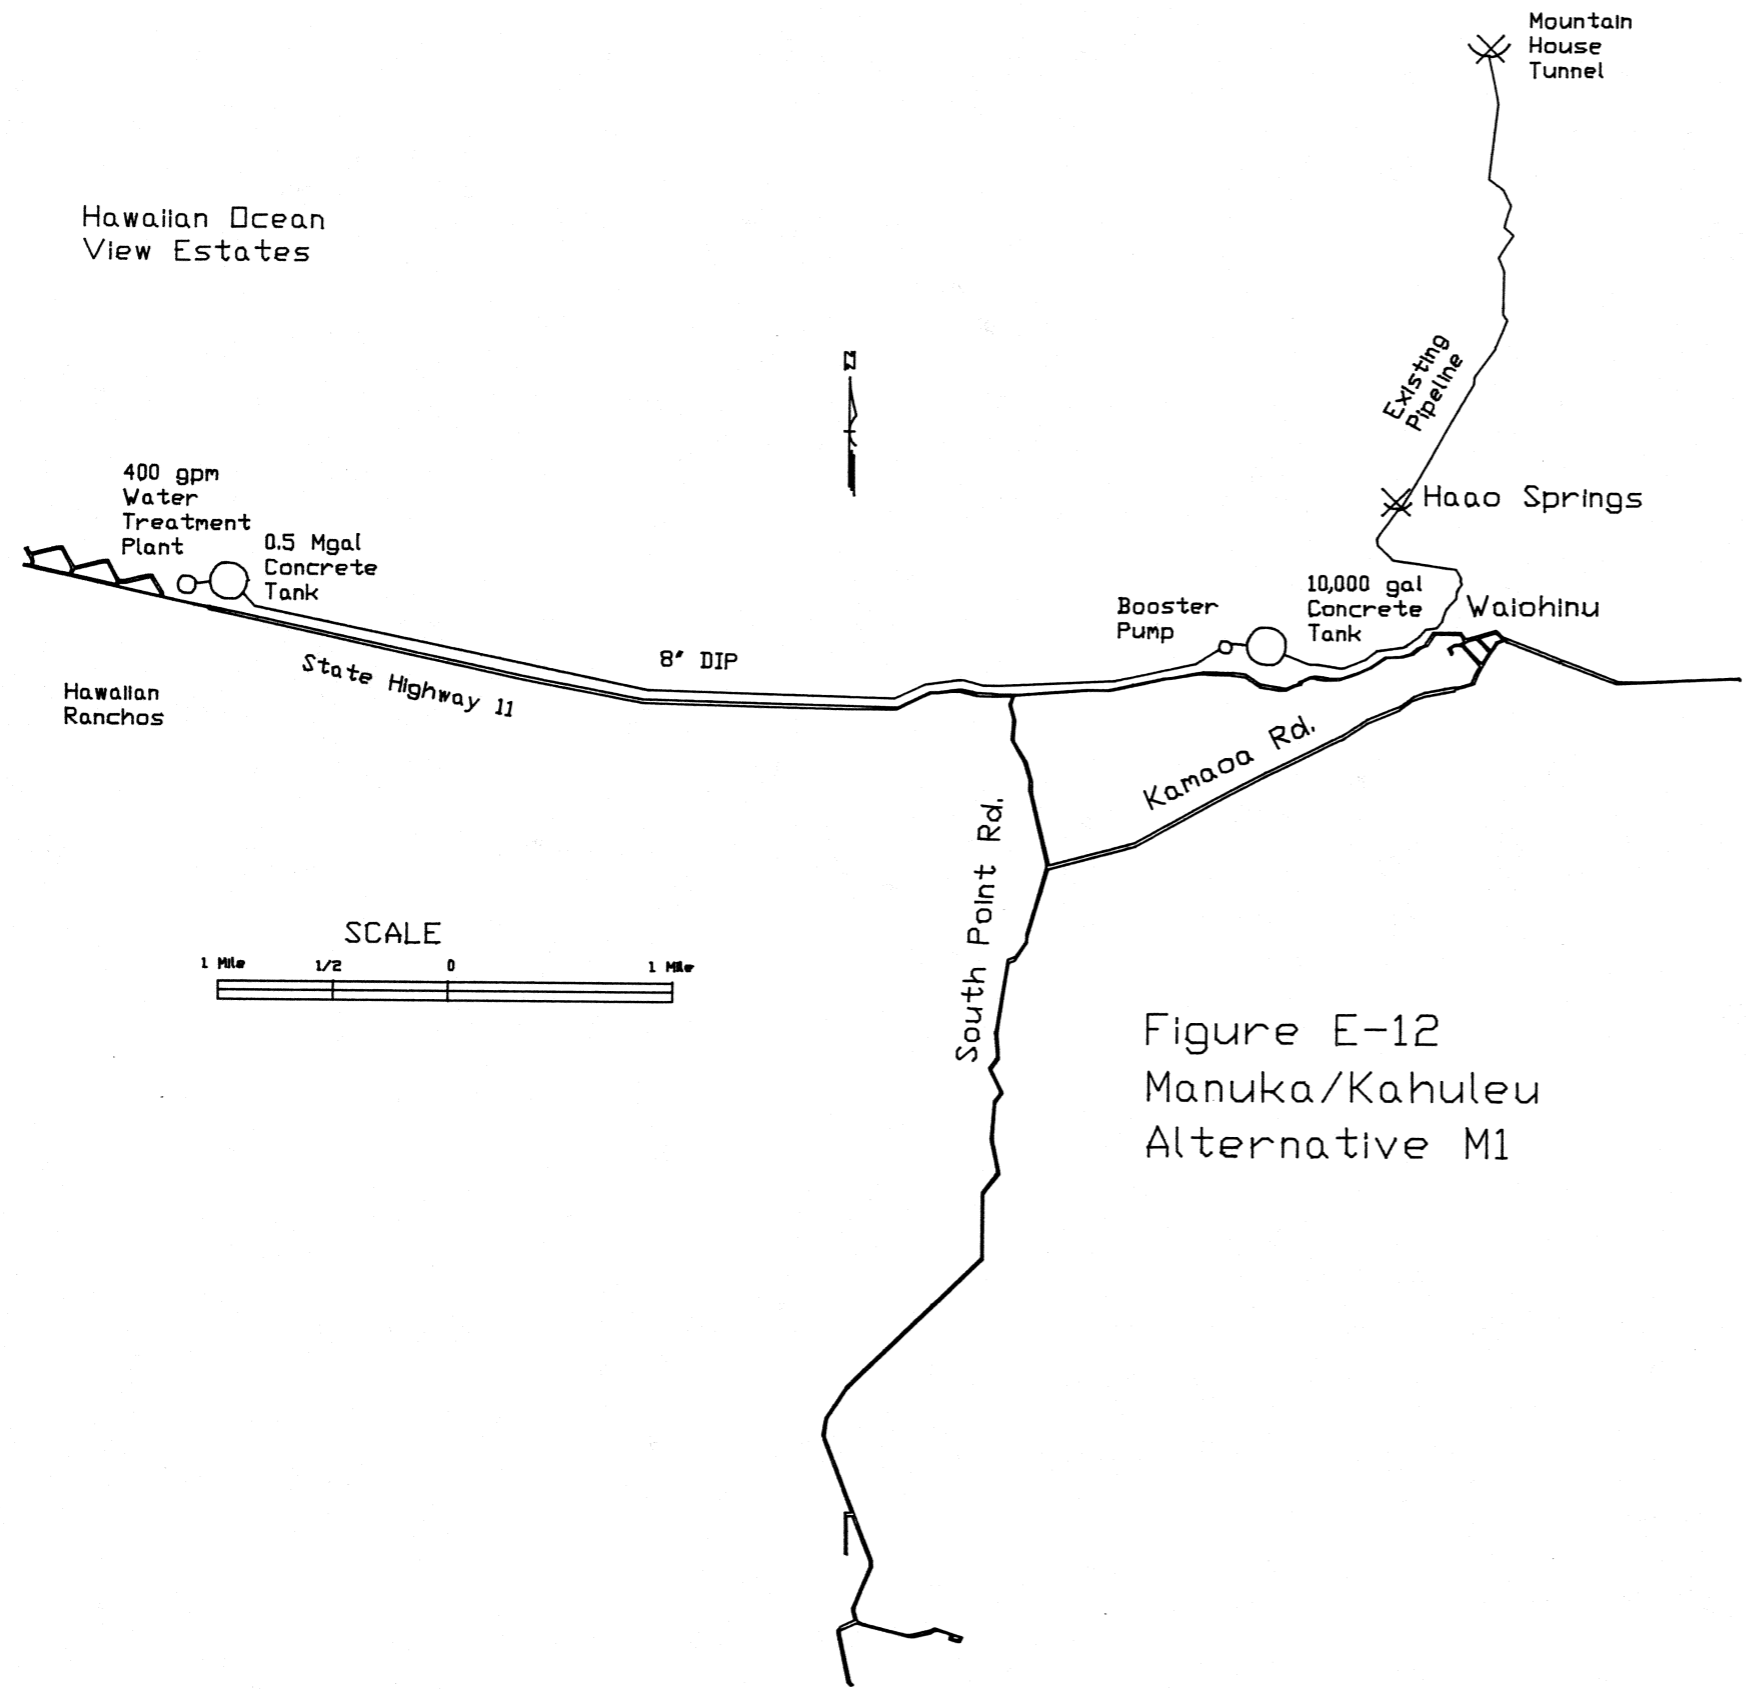 Mountain
House
Tunnel
Hawaiian Ocean
View Estates
N
Existing
Pipeline
400 gpm
Water
Treatment
Plant
0.5 Mgal
Concrete
Tank
Haao Springs
10,000 gal
Concrete
Tank
Booster
Pump
Waiohinu
8" DIP
State Highway 11
Hawaiian
Ranchos
Kamaoa Rd.
South Point Rd.
SCALE
1 Mile 1/2 0 1 Mile
Figure E-12
Manuka/Kahuleu
Alternative M1